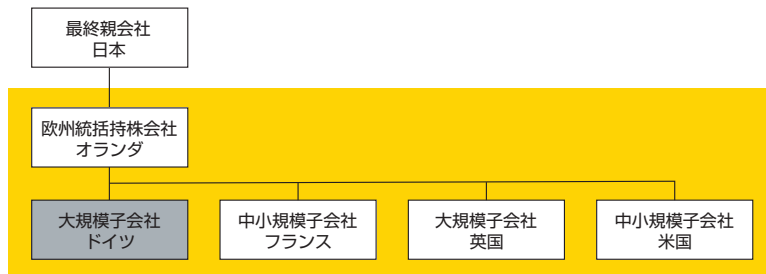 最終親会社
日本
欧州統括持株会社
オランダ
大規模子会社
ドイツ
中小規模子会社
フランス
大規模子会社
英国
中小規模子会社
米国